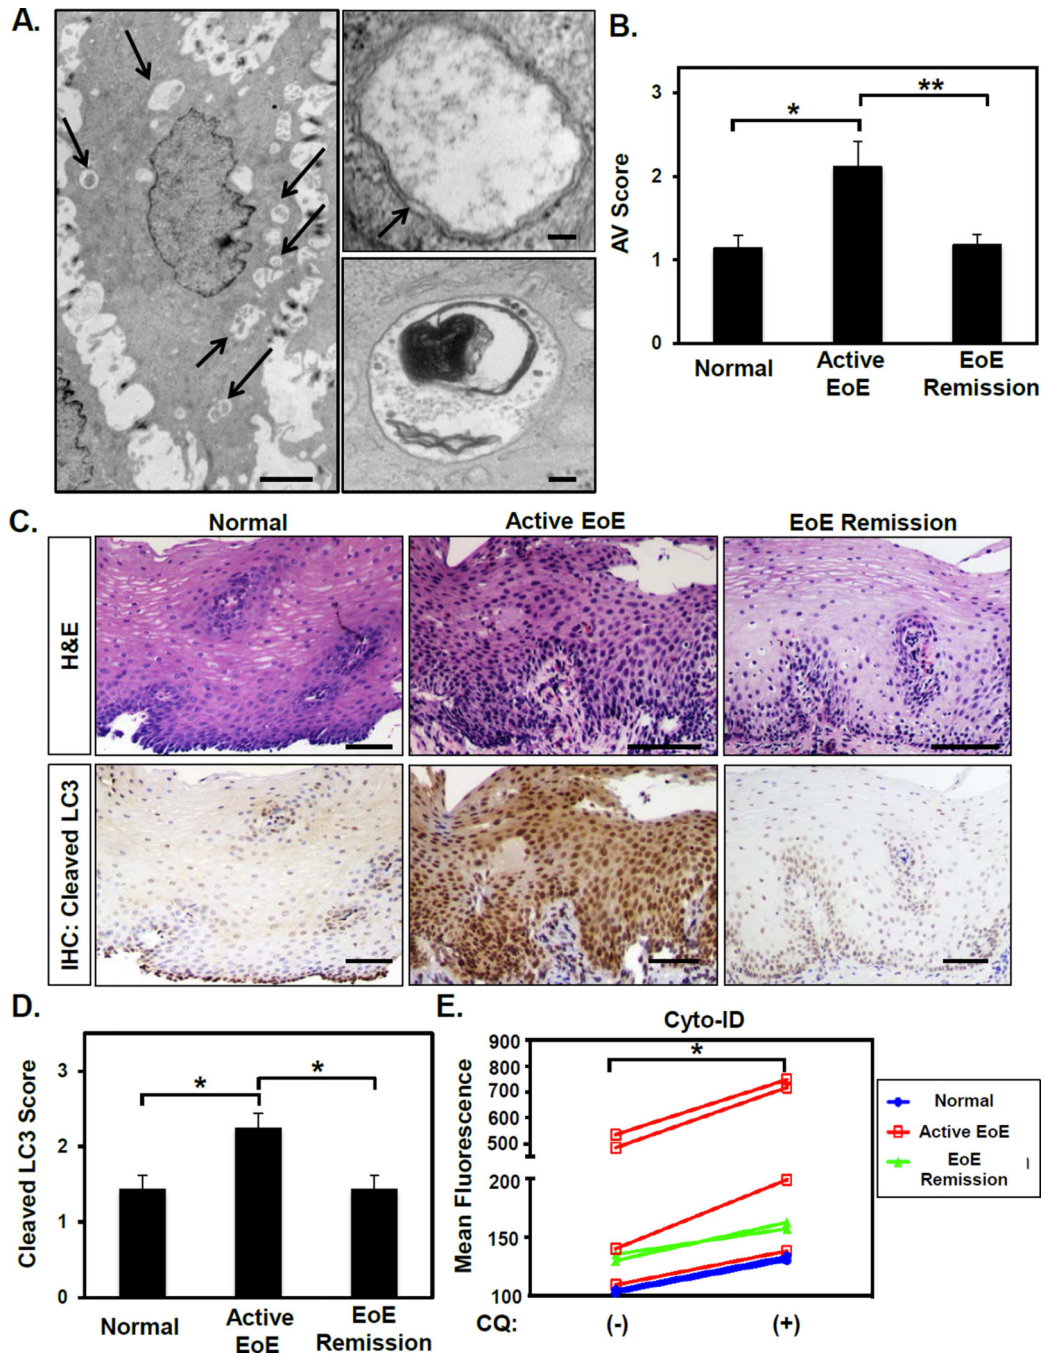 A.
B.
3
2
1
0
AV Score
*
**
Normal
Active
EoE
EoE
Remission
C.
Normal
Active EoE
EoE Remission
H&E
IHC: Cleaved LC3
D.
3
2
1
0
Cleaved LC3 Score
*
*
Normal
Active
EoE
EoE
Remission
E.
Cyto-ID
900
800
700
600
500
200
150
100
Mean Fluorescence
*
CQ:
(-)
(+)
Normal
Active EoE
EoE
Remission